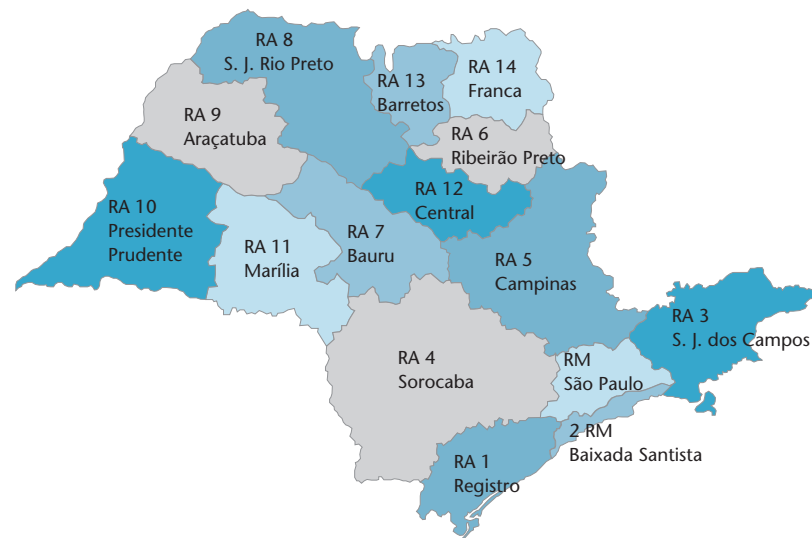 RA 8
S. J. Rio Preto
RA 13
Barretos
RA 14
Franca
RA 9
Araçatuba
RA 6
Ribeirão Preto
RA 10
Presidente
Prudente
RA 12
Central
RA 11
Marília
RA 7
Bauru
RA 5
Campinas
RA 3
S. J. dos Campos
RA 4
Sorocaba
RM
São Paulo
2 RM
Baixada Santista
RA 1
Registro